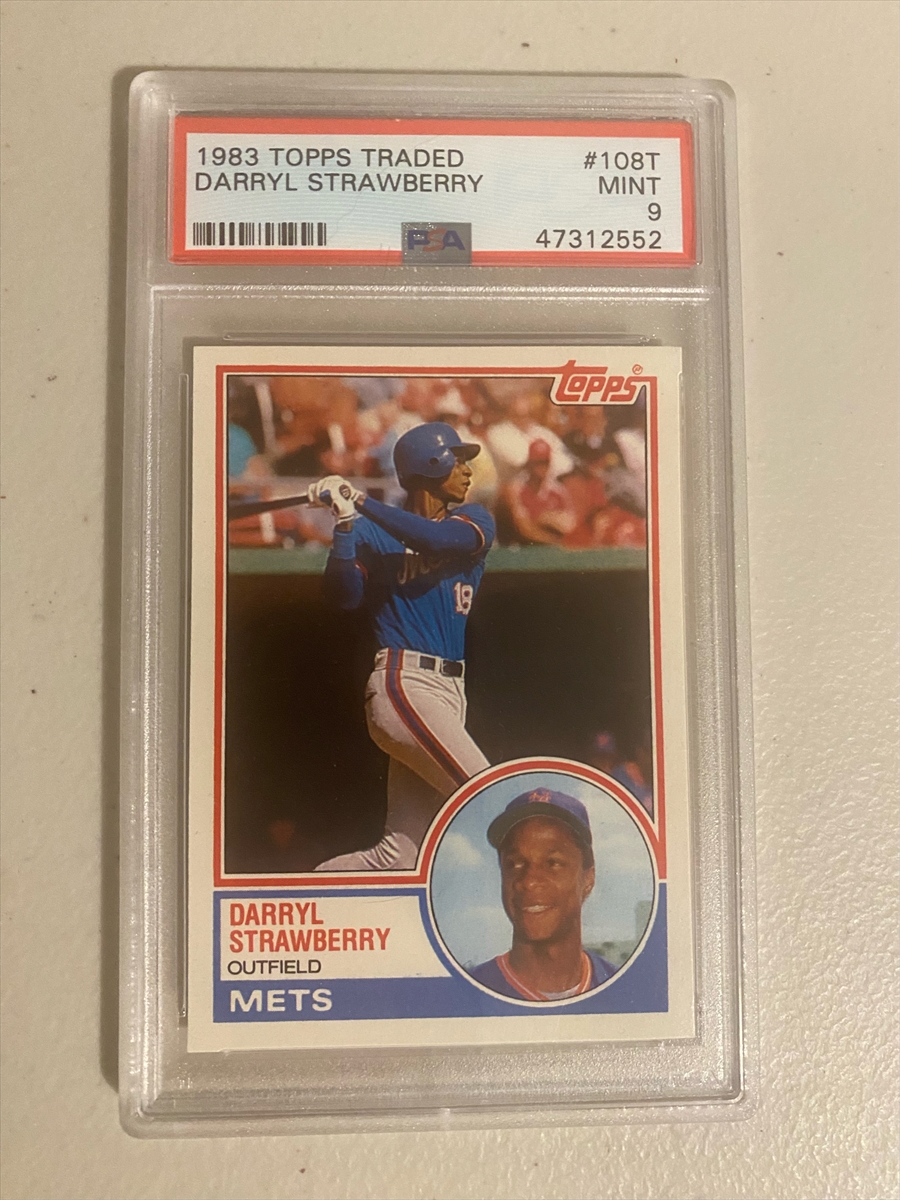 1983 TOPPS TRADED #108T
DARRYL STRAWBERRY MINT
9
PSA 47312552
topps
18
DARRYL
STRAWBERRY
OUTFIELD
METS